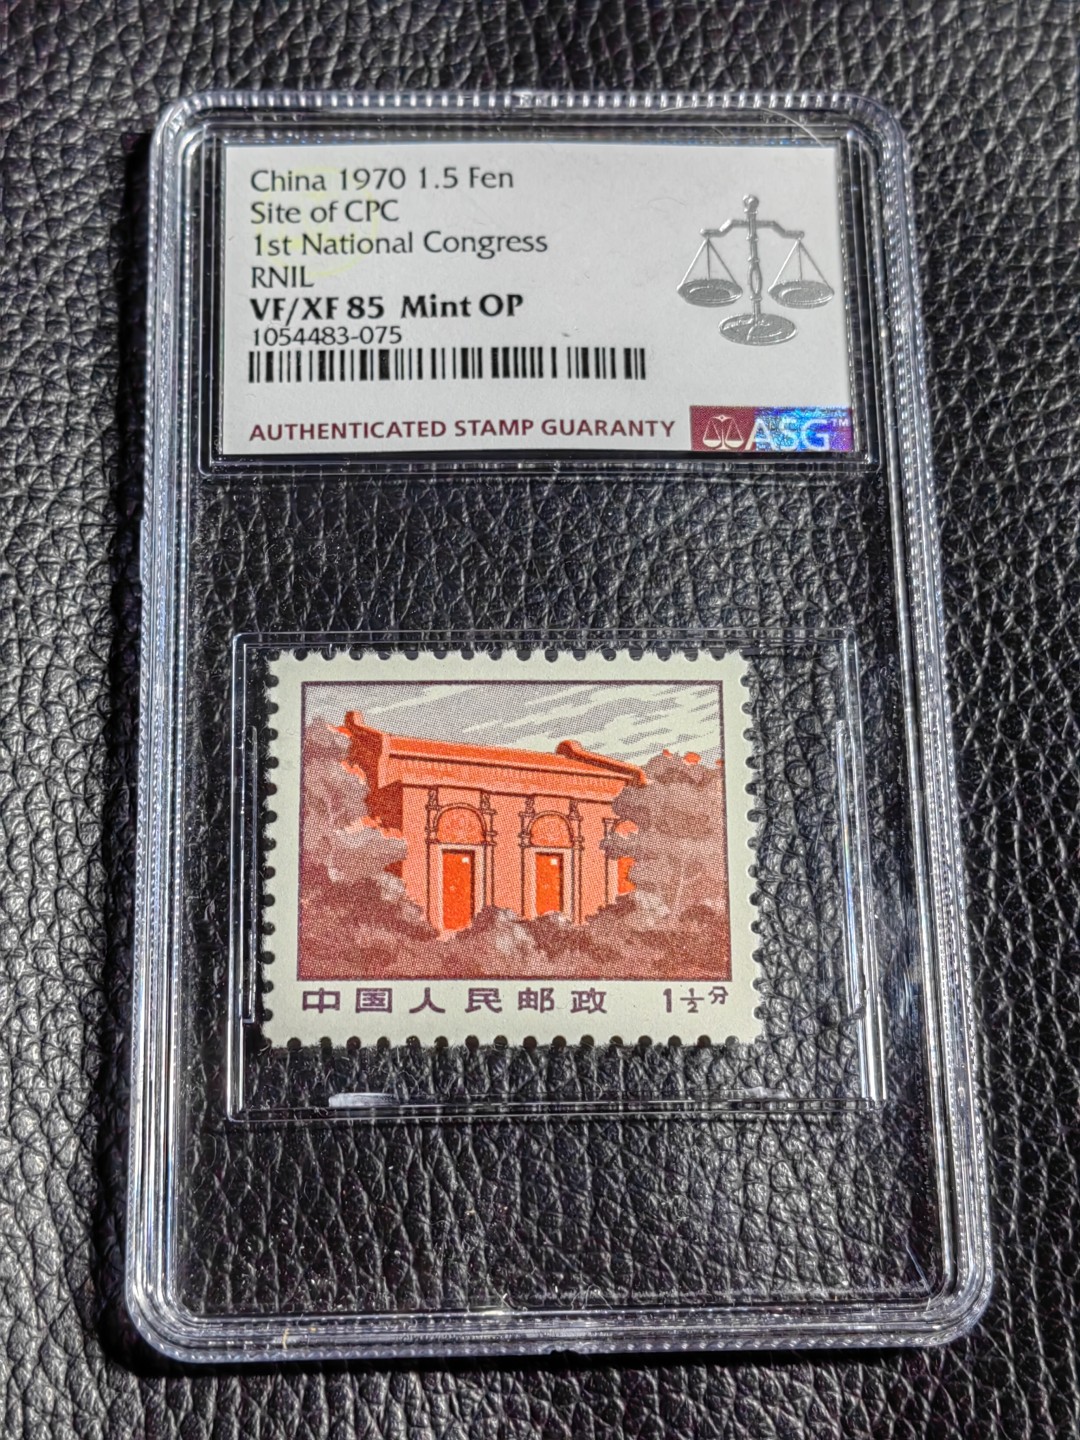 China 1970 1.5 Fen
Site of CPC
1st National Congress
RNIL
VF/XF 85 Mint OP
1054483-075
AUTHENTICATED STAMP GUARANTY
ASG™
中国人民邮政 1½分